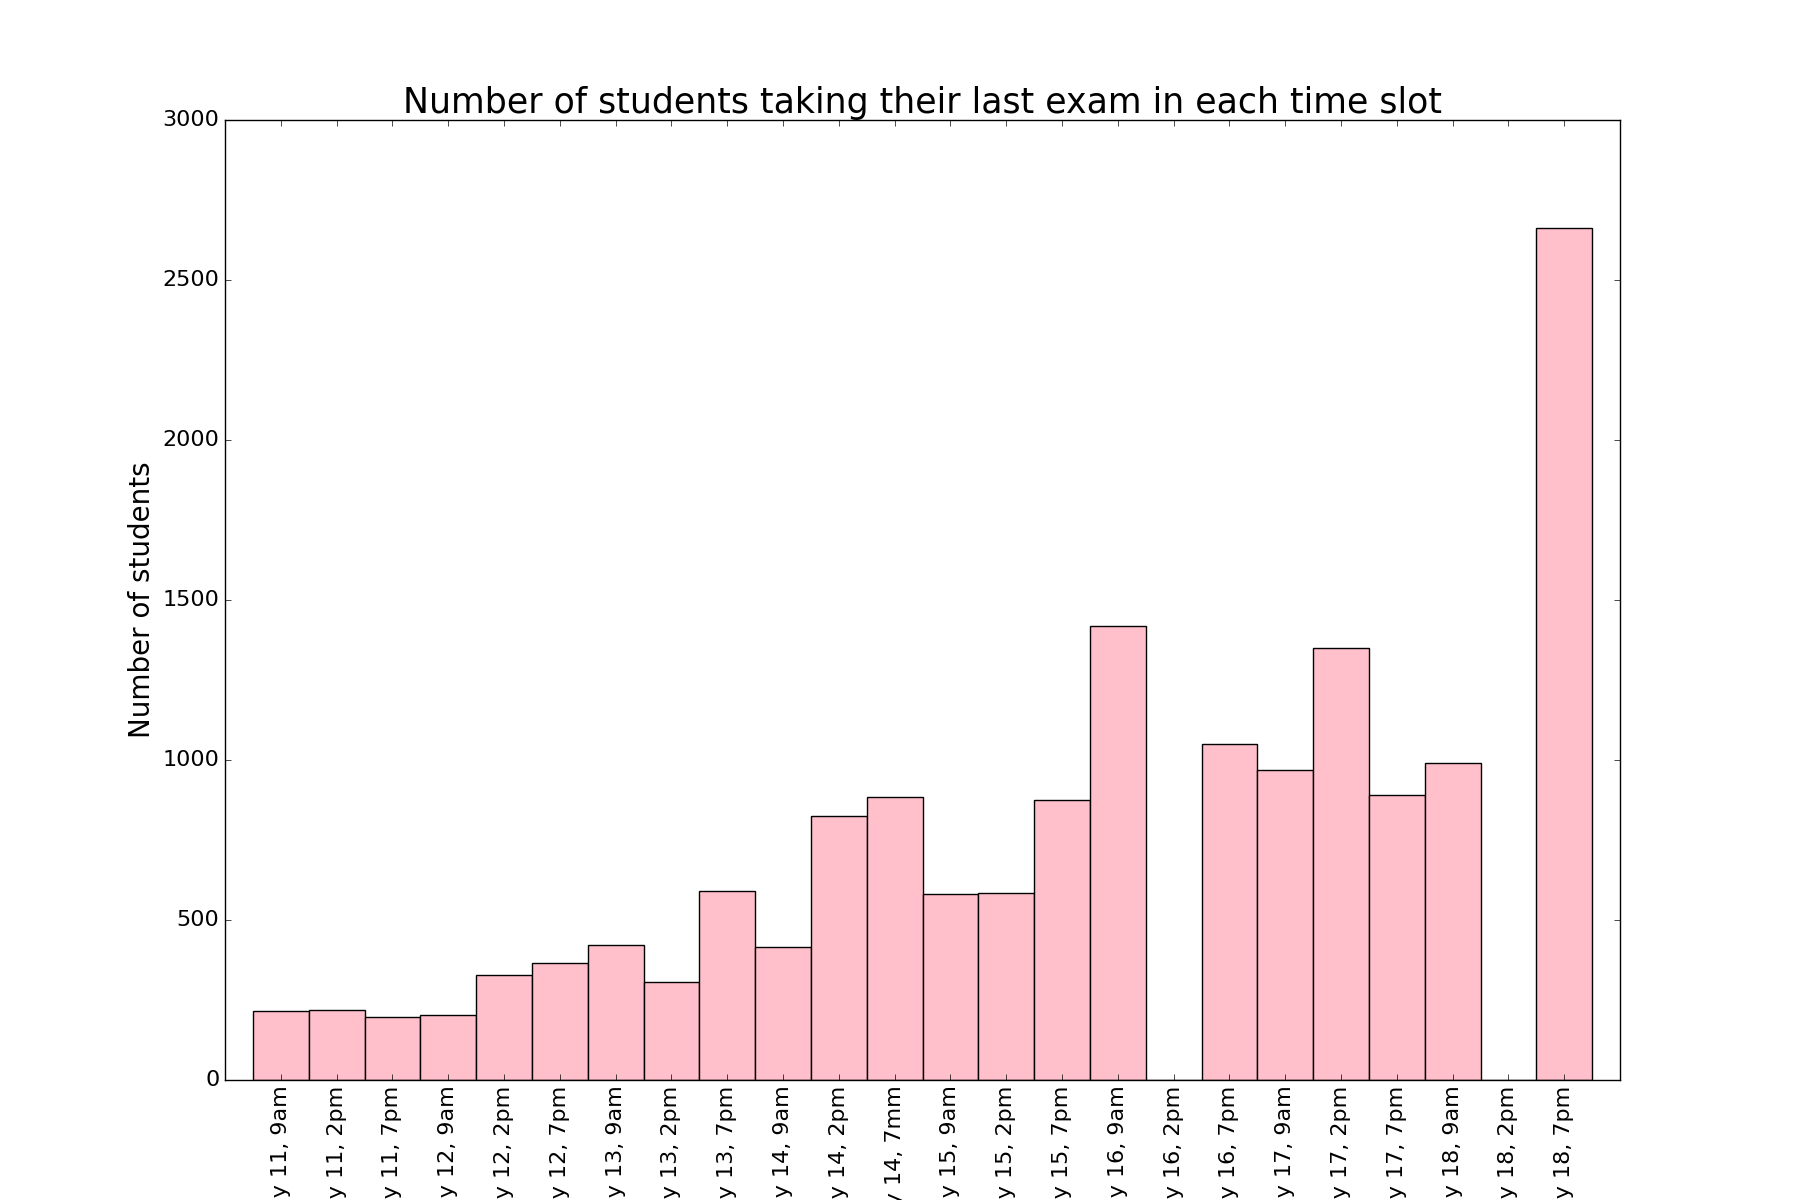 Number of students taking their last exam in each time slot
Number of students
3000
2500
2000
1500
1000
500
0
y 11, 9am
y 11, 2pm
y 11, 7pm
y 12, 9am
y 12, 2pm
y 12, 7pm
y 13, 9am
y 13, 2pm
y 13, 7pm
y 14, 9am
y 14, 2pm
y 14, 7mm
y 15, 9am
y 15, 2pm
y 15, 7pm
y 16, 9am
y 16, 2pm
y 16, 7pm
y 17, 9am
y 17, 2pm
y 17, 7pm
y 18, 9am
y 18, 2pm
y 18, 7pm